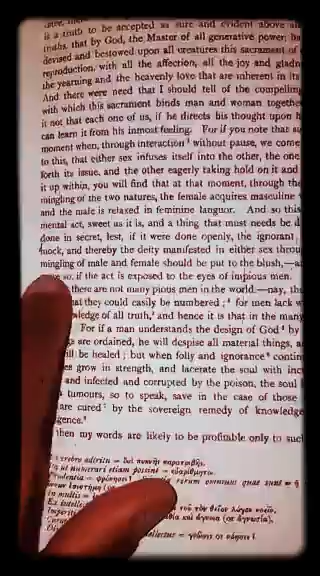 is a truth to be accepted as sure and evident above all
truths, that by God, the Master of all generative power, has
devised and bestowed upon all creatures this sacrament of
reproduction, with all the affection, all the joy and gladn
the yearning and the heavenly love that are inherent in its
And there were need that I should tell of the compelling
with which this sacrament binds man and woman together
it not that each one of us, if he directs his thought upon h
can learn it from his inmost feeling. For if you note that su
moment when, through interaction without pause, we come
to this, that either sex infuses itself into the other, the one
forth its issue, and the other eagerly taking hold on it and
it up within, you will find that at that moment, through the
mingling of the two natures, the female acquires masculine
and the male is relaxed in feminine languor. And so this
mental act, sweet as it is, and a thing that must needs be d
done in secret, lest, if it were done openly, the ignorant
mock, and thereby the deity manifested in either sex throu
mingling of male and female should be put to the blush,—a
so, if the act is exposed to the eyes of impious men.
there are not many pious men in the world.—nay, th
hat they could easily be numbered; for men lack w
ledge of all truth, and hence it is that in the many
For if a man understands the design of God by
gs are ordained, he will despise all material things, a
ill be healed; but when folly and ignorance contin
es grow in strength, and lacerate the soul with inc
and infected and corrupted by the poison, the soul
tumours, so to speak, save in the case of those
are cured by the sovereign remedy of knowledge
gence.
hen my words are likely to be profitable only to such